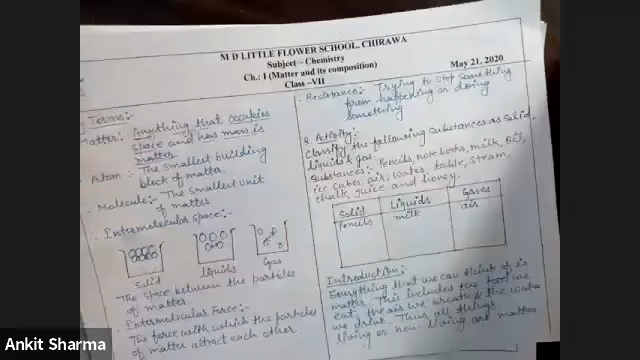 M D LITTLE FLOWER SCHOOL, CHIRAWA
Subject – Chemistry
Ch.: I (Matter and its composition)
Class –VII
May 21, 2020
Terms:-
Matter: Anything that occupies
space and has mass is
matter.
Atom:- The smallest building
block of matter.
Molecule:- The smallest unit
of matter.
Intermolecular space:-
Solid
liquids
Gas
The space between the particles
of matter.
Intermolecular Force:-
The force with which the particles
of matter attract each other.
Resistance:- Trying to stop something
from happening or doing
something
Activity:
Classify the following substances as Solid,
liquids & gas.
Substances:- Pencils, note books, milk, oil,
ice cubes, air, water, table, steam,
chalk, juice and honey.
Solid Liquids Gases
Pencils milk air
Introduction:
Everything that we can think of is
matter. This includes the food we
eat, the air we breathe, the water
we drink. Thus all things
living or non living are matter
Ankit Sharma